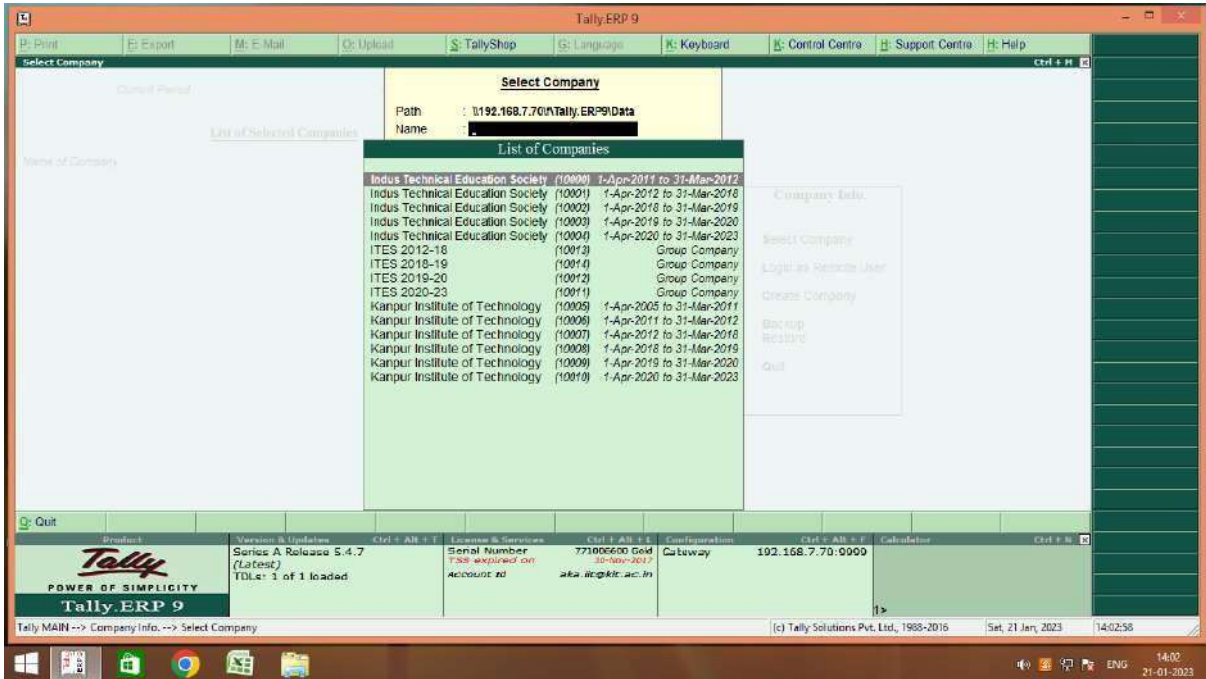 Tally.ERP 9
P: Print E: Export M: E-Mail O: Upload S: TallyShop G: Language K: Keyboard K: Control Centre H: Support Centre H: Help
Select Company Ctrl + M
Current Period
List of Selected Companies
Name of Company
Select Company
Path : \\192.168.7.70\f\Tally.ERP9\Data
Name :
List of Companies
Indus Technical Education Society (10000) 1-Apr-2011 to 31-Mar-2012
Indus Technical Education Society (10001) 1-Apr-2012 to 31-Mar-2018
Indus Technical Education Society (10002) 1-Apr-2018 to 31-Mar-2019
Indus Technical Education Society (10003) 1-Apr-2019 to 31-Mar-2020
Indus Technical Education Society (10004) 1-Apr-2020 to 31-Mar-2023
ITES 2012-18 (10013) Group Company
ITES 2018-19 (10014) Group Company
ITES 2019-20 (10012) Group Company
ITES 2020-23 (10011) Group Company
Kanpur Institute of Technology (10005) 1-Apr-2005 to 31-Mar-2011
Kanpur Institute of Technology (10006) 1-Apr-2011 to 31-Mar-2012
Kanpur Institute of Technology (10007) 1-Apr-2012 to 31-Mar-2018
Kanpur Institute of Technology (10008) 1-Apr-2018 to 31-Mar-2019
Kanpur Institute of Technology (10009) 1-Apr-2019 to 31-Mar-2020
Kanpur Institute of Technology (10010) 1-Apr-2020 to 31-Mar-2023
Company Info.
Select Company
Login as Remote User
Create Company
Backup
Restore
Quit
Q: Quit
Product
Tally
POWER OF SIMPLICITY
Tally.ERP 9
Version & Updates Ctrl + Alt + T
Series A Release 5.4.7
(Latest)
TDLs: 1 of 1 loaded
License & Services Ctrl + Alt + L
Serial Number 771006600 Gold
TSS expired on 30-Nov-2017
Account Id aka.iit@kit.ac.in
Configuration Ctrl + Alt + F
Gateway 192.168.7.70:9999
Calculator Ctrl + N
1>
Tally MAIN --> Company Info. --> Select Company (c) Tally Solutions Pvt. Ltd., 1988-2016 Sat, 21 Jan, 2023 14:02:58
ENG 14:02
21-01-2023